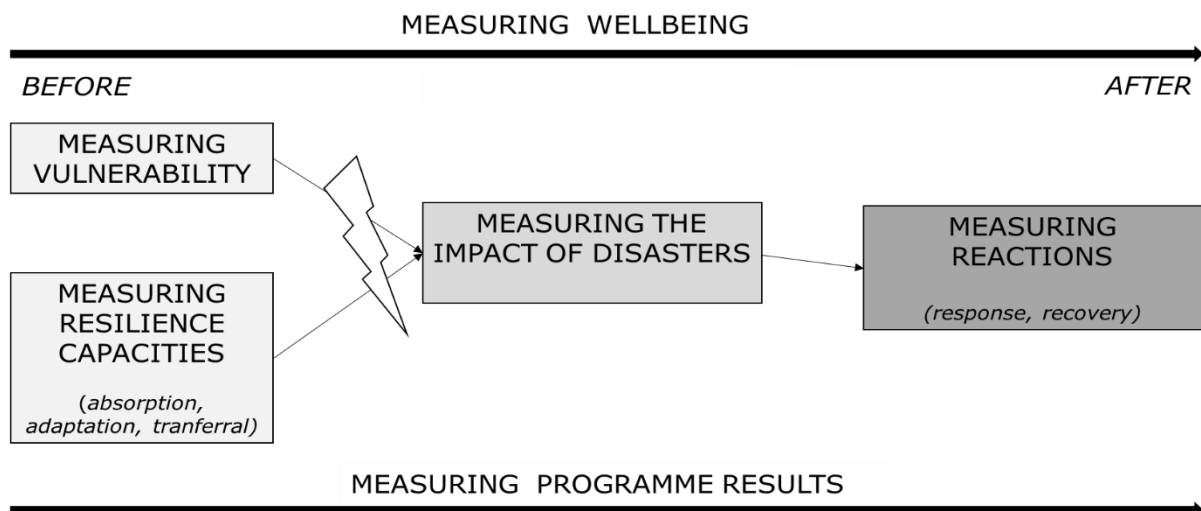 MEASURING WELLBEING
BEFORE
AFTER
MEASURING
VULNERABILITY
MEASURING THE
IMPACT OF DISASTERS
MEASURING
REACTIONS
(response, recovery)
MEASURING
RESILIENCE
CAPACITIES
(absorption,
adaptation, tranferral)
MEASURING PROGRAMME RESULTS